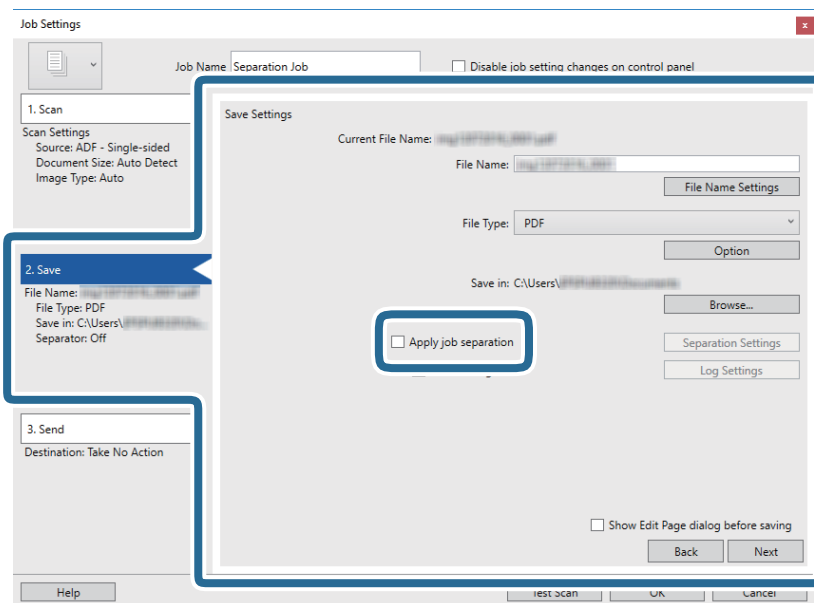 Job Settings
x
Job Name Separation Job
Disable job setting changes on control panel
1. Scan
Scan Settings
Source: ADF - Single-sided
Document Size: Auto Detect
Image Type: Auto
2. Save
File Name:
File Type: PDF
Save in: C:\Users\
Separator: Off
3. Send
Destination: Take No Action
Save Settings
Current File Name:
File Name:
File Name Settings
File Type: PDF
Option
Save in: C:\Users\
Browse...
Apply job separation
Separation Settings
Log Settings
Show Edit Page dialog before saving
Back Next
Help
Test Scan OK Cancel